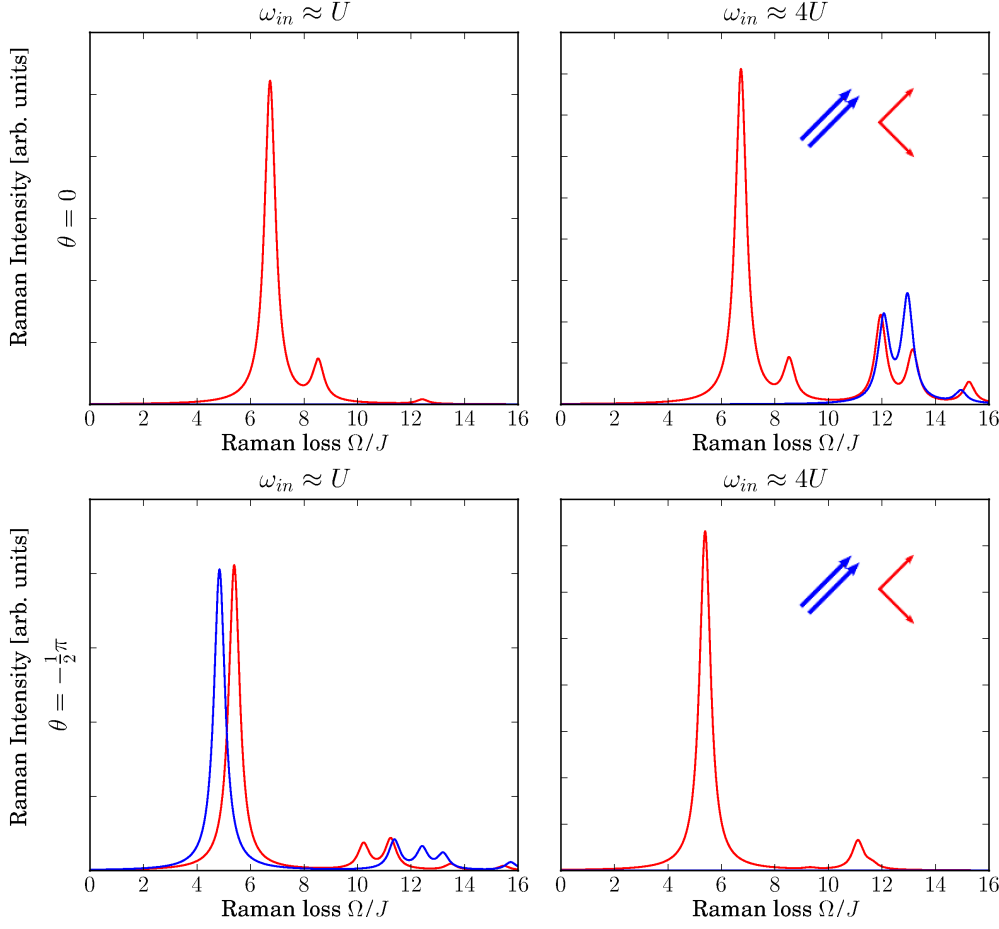 ω_in ≈ U
ω_in ≈ 4U
Raman Intensity [arb. units]
θ = 0
0 2 4 6 8 10 12 14 16
0 2 4 6 8 10 12 14 16
Raman loss Ω/J
Raman loss Ω/J
ω_in ≈ U
ω_in ≈ 4U
Raman Intensity [arb. units]
θ = −½π
0 2 4 6 8 10 12 14 16
0 2 4 6 8 10 12 14 16
Raman loss Ω/J
Raman loss Ω/J